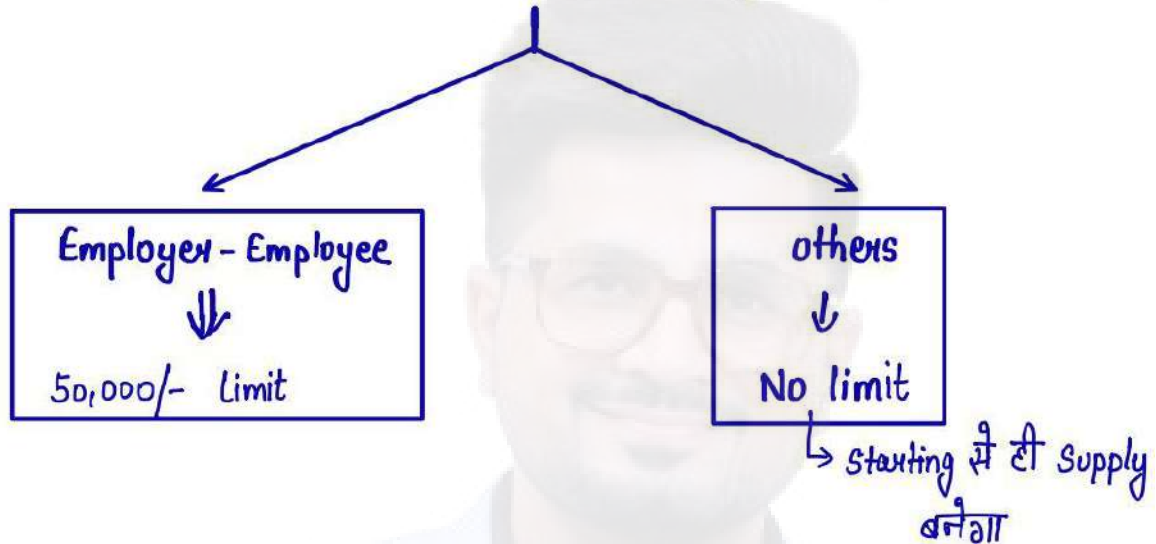 Employer - Employee
50,000/- Limit
others
No limit
Starting से ही Supply
बनेगा